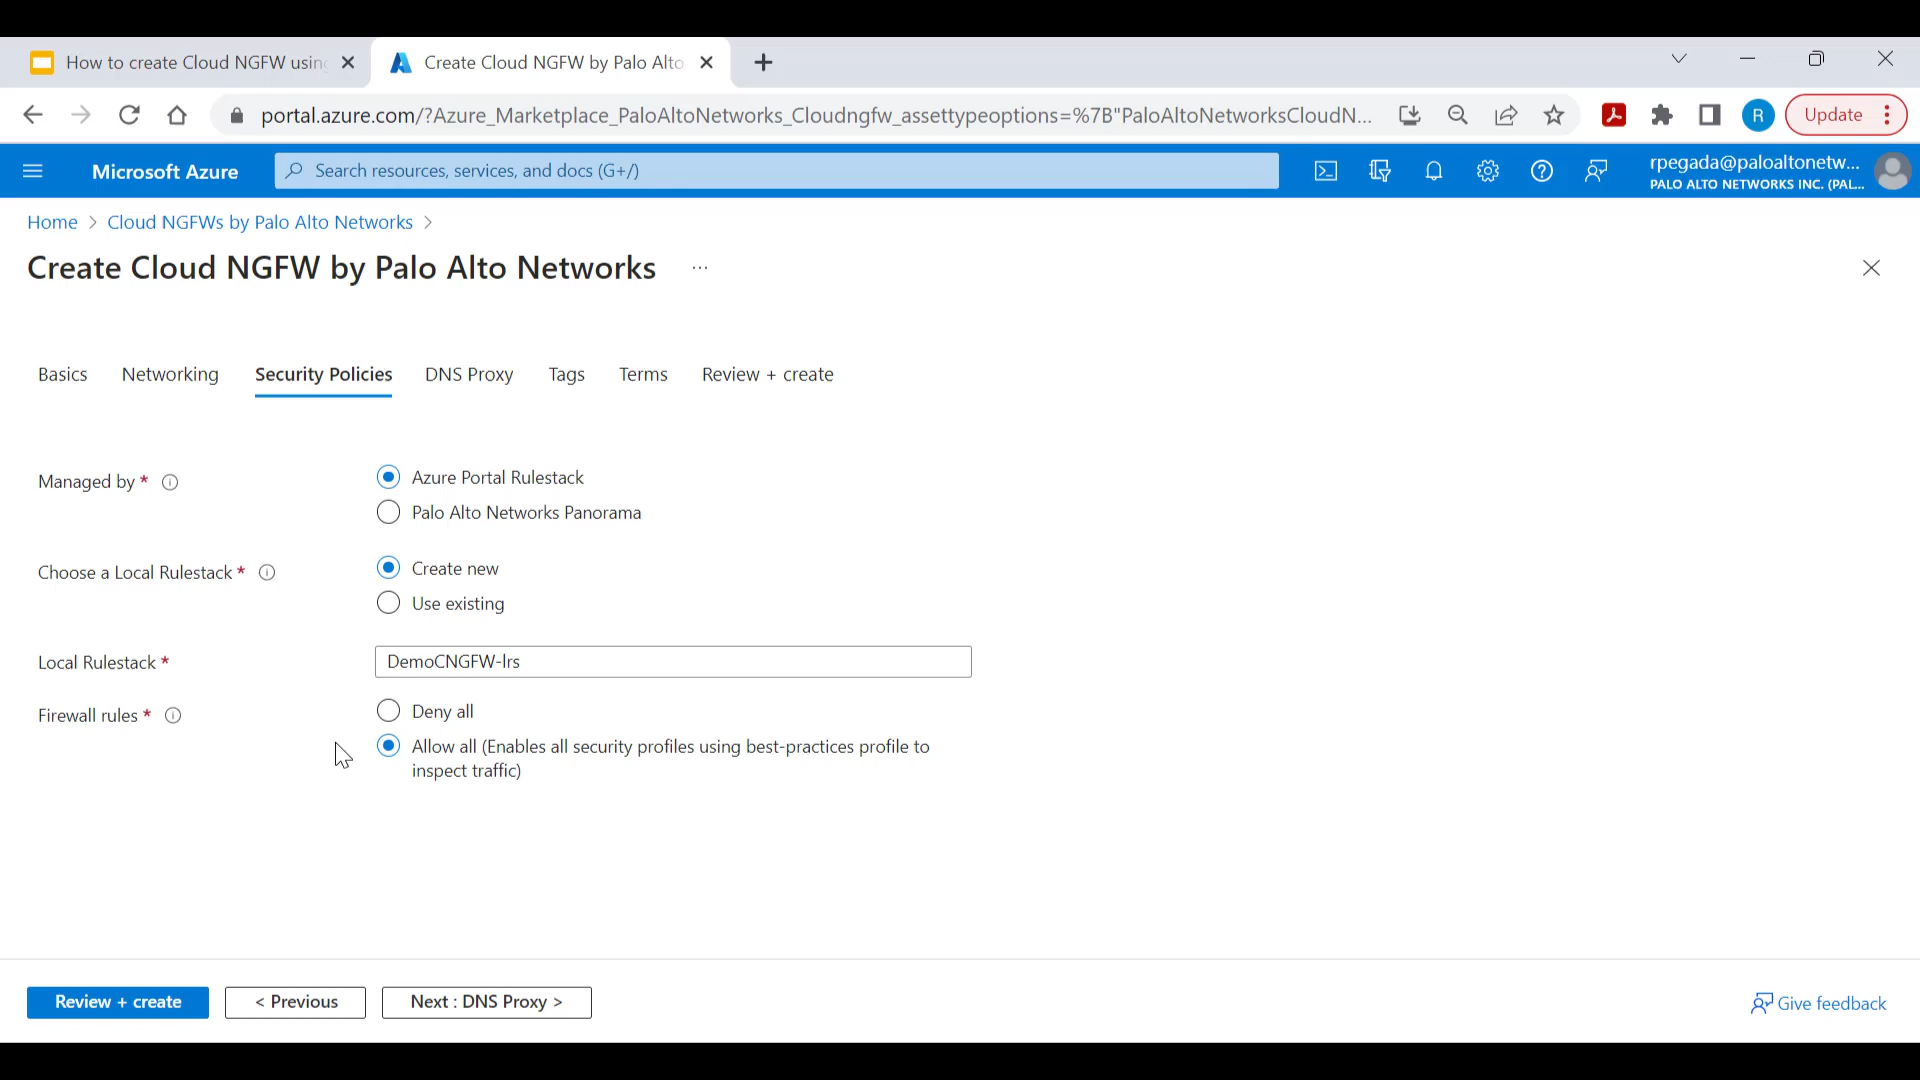 How to create Cloud NGFW usin
Create Cloud NGFW by Palo Alto
portal.azure.com/?Azure_Marketplace_PaloAltoNetworks_Cloudngfw_assettypeoptions=%7B"PaloAltoNetworksCloudN...
R
Update
Microsoft Azure
Search resources, services, and docs (G+/)
rpegada@paloaltonetw...
PALO ALTO NETWORKS INC. (PAL...
Home > Cloud NGFWs by Palo Alto Networks >
Create Cloud NGFW by Palo Alto Networks ...
Basics Networking Security Policies DNS Proxy Tags Terms Review + create
Managed by *
Azure Portal Rulestack
Palo Alto Networks Panorama
Choose a Local Rulestack *
Create new
Use existing
Local Rulestack *
DemoCNGFW-lrs
Firewall rules *
Deny all
Allow all (Enables all security profiles using best-practices profile to
inspect traffic)
Review + create
< Previous
Next : DNS Proxy >
Give feedback